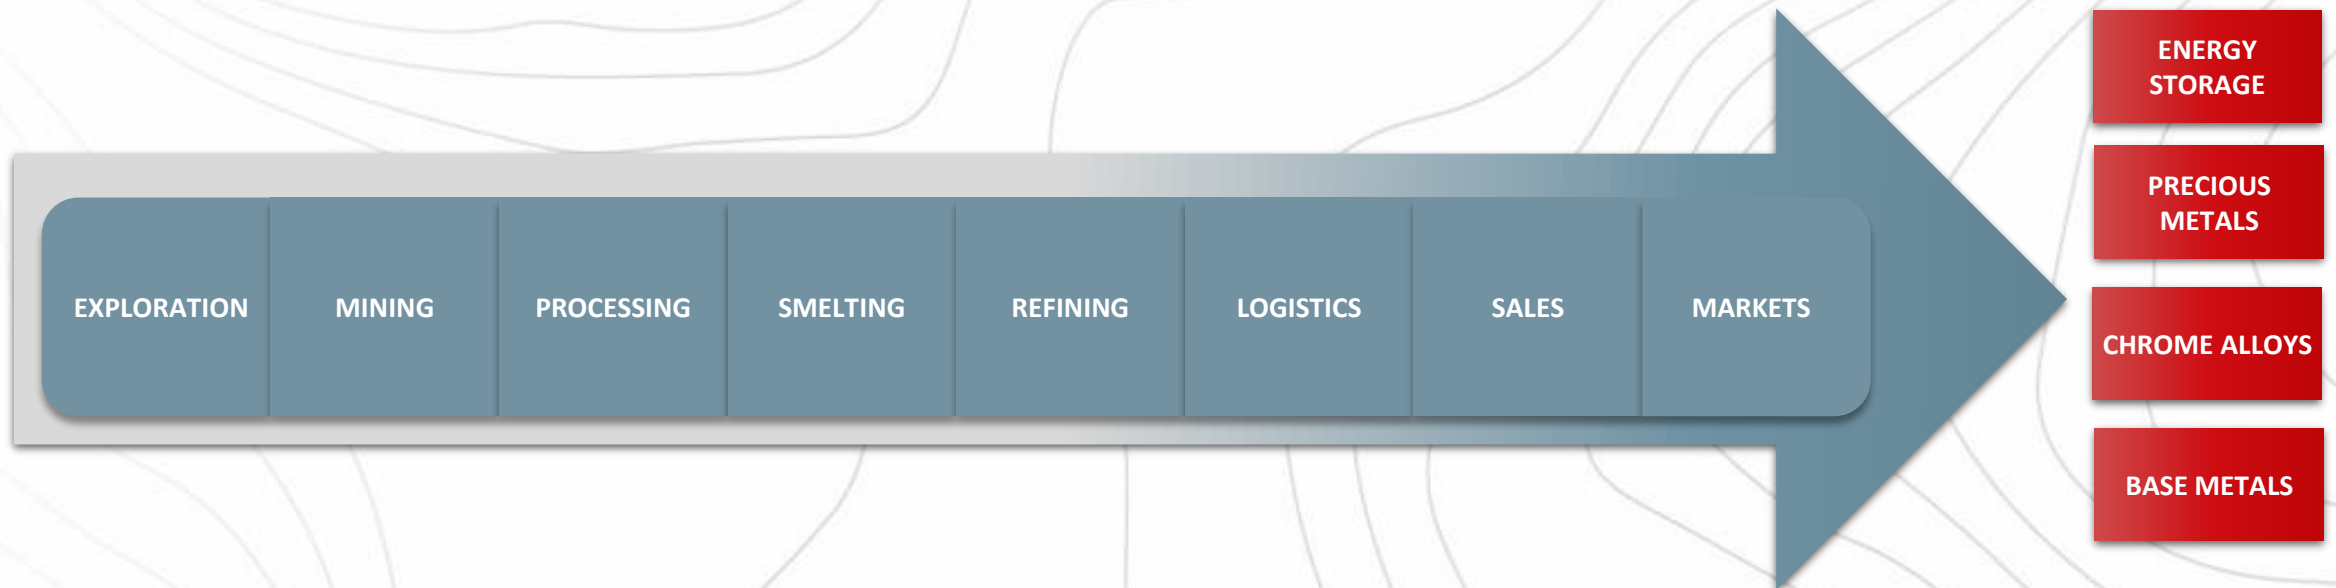 EXPLORATION
MINING
PROCESSING
SMELTING
REFINING
LOGISTICS
SALES
MARKETS
ENERGY
STORAGE
PRECIOUS
METALS
CHROME ALLOYS
BASE METALS